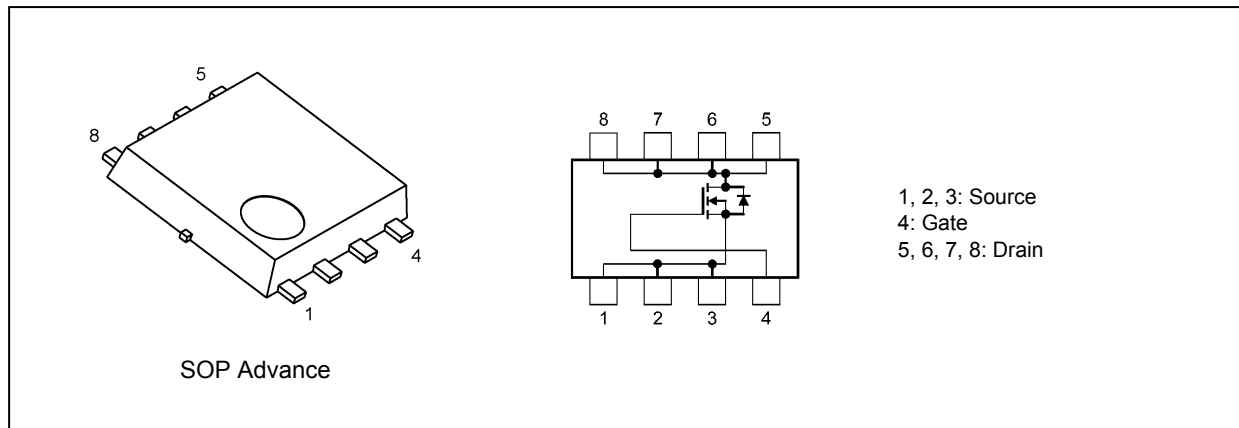 5
8
4
1
SOP Advance
8 7 6 5
1 2 3 4
1, 2, 3: Source
4: Gate
5, 6, 7, 8: Drain